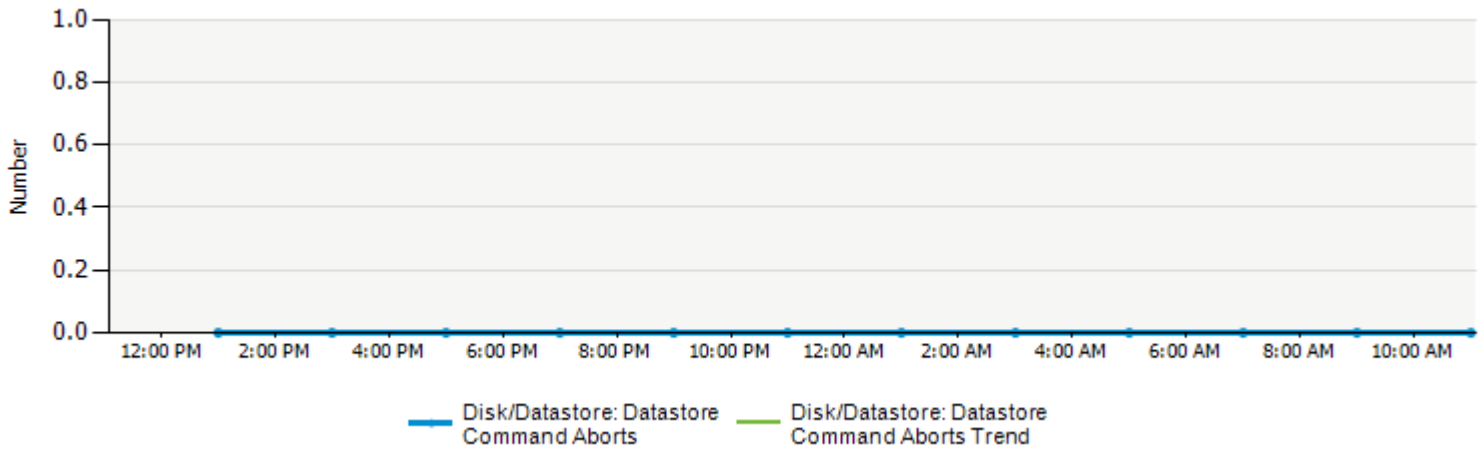 1.0
0.8
0.6
0.4
0.2
0.0
Number
12:00 PM 2:00 PM 4:00 PM 6:00 PM 8:00 PM 10:00 PM 12:00 AM 2:00 AM 4:00 AM 6:00 AM 8:00 AM 10:00 AM
Disk/Datastore: Datastore
Command Aborts
Disk/Datastore: Datastore
Command Aborts Trend